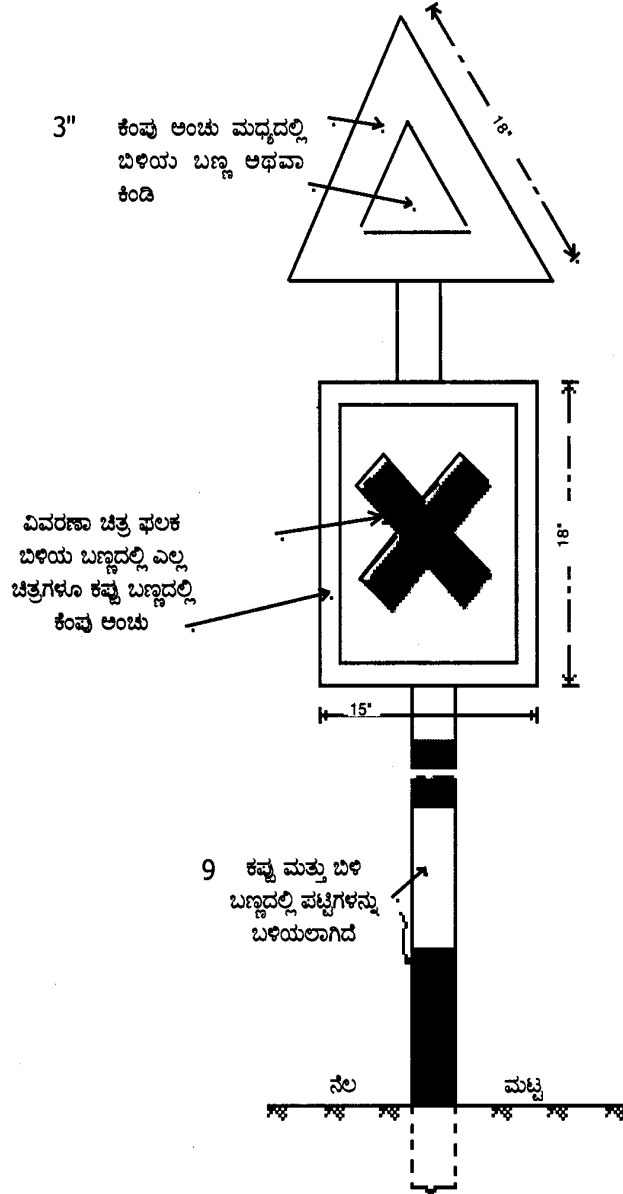 18"
3" ಕೆಂಪು ಅಂಚು ಮಧ್ಯದಲ್ಲಿ
ಬಿಳಿಯ ಬಣ್ಣ ಅಥವಾ
ಕಿಂಡಿ
ವಿವರಣಾ ಚಿತ್ರ ಫಲಕ
ಬಿಳಿಯ ಬಣ್ಣದಲ್ಲಿ ಎಲ್ಲ
ಚಿತ್ರಗಳೂ ಕಪ್ಪು ಬಣ್ಣದಲ್ಲಿ
ಕೆಂಪು ಅಂಚು
18"
15"
9 ಕಪ್ಪು ಮತ್ತು ಬಿಳಿ
ಬಣ್ಣದಲ್ಲಿ ಪಟ್ಟಿಗಳನ್ನು
ಬಳಿಯಲಾಗಿದೆ
ನೆಲ ಮಟ್ಟ